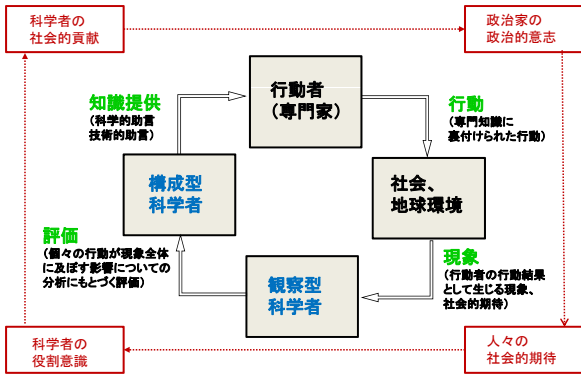 科学者の
社会的貢献
政治家の
政治的意志
行動者
(専門家)
知識提供
(科学的助言
技術的助言)
行動
(専門知識に
裏付けられた行動)
構成型
科学者
社会、
地球環境
評価
(個々の行動が現象全体
に及ぼす影響についての
分析にもとづく評価)
現象
(行動者の行動結果
として生じる現象、
社会的期待)
観察型
科学者
科学者の
役割意識
人々の
社会的期待